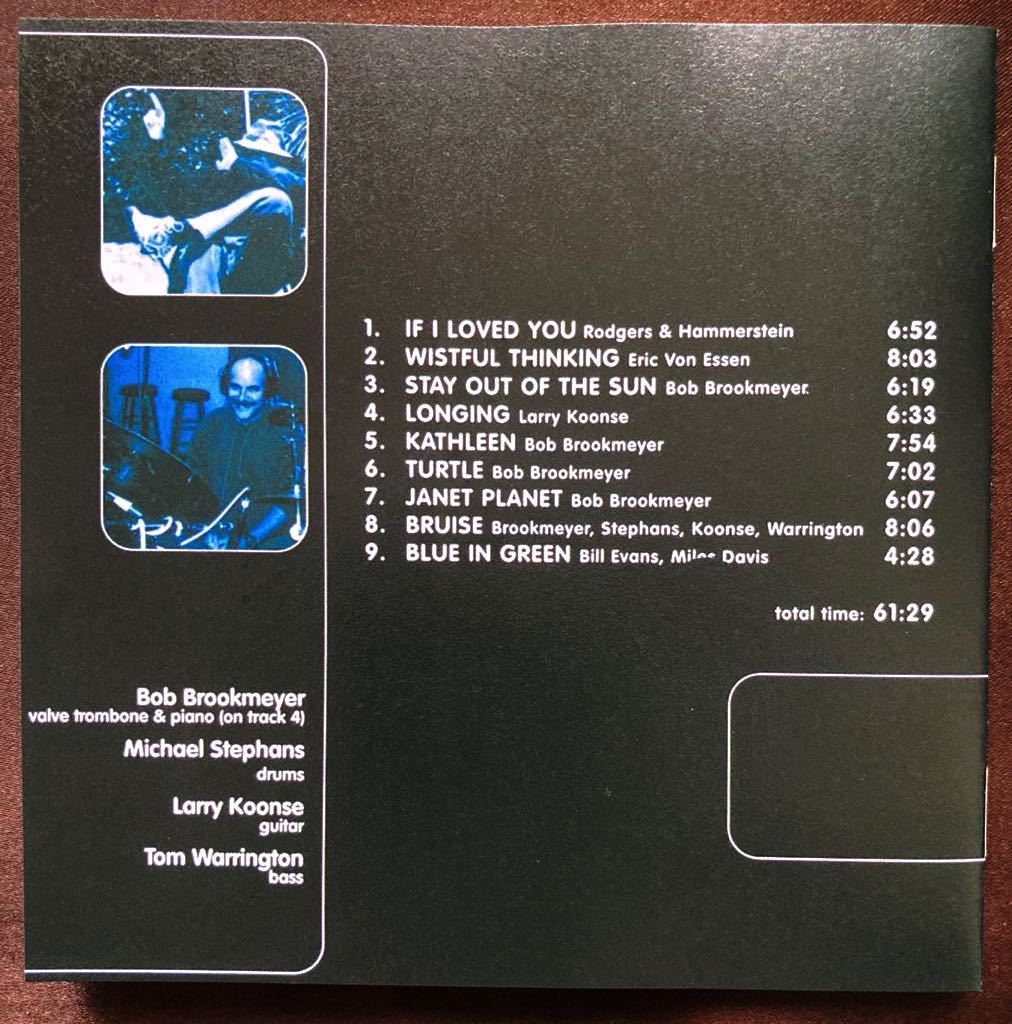 1. IF I LOVED YOU Rodgers & Hammerstein 6:52
2. WISTFUL THINKING Eric Von Essen 8:03
3. STAY OUT OF THE SUN Bob Brookmeyer 6:19
4. LONGING Larry Koonse 6:33
5. KATHLEEN Bob Brookmeyer 7:54
6. TURTLE Bob Brookmeyer 7:02
7. JANET PLANET Bob Brookmeyer 6:07
8. BRUISE Brookmeyer, Stephans, Koonse, Warrington 8:06
9. BLUE IN GREEN Bill Evans, Miles Davis 4:28
total time: 61:29
Bob Brookmeyer
valve trombone & piano (on track 4)
Michael Stephans
drums
Larry Koonse
guitar
Tom Warrington
bass